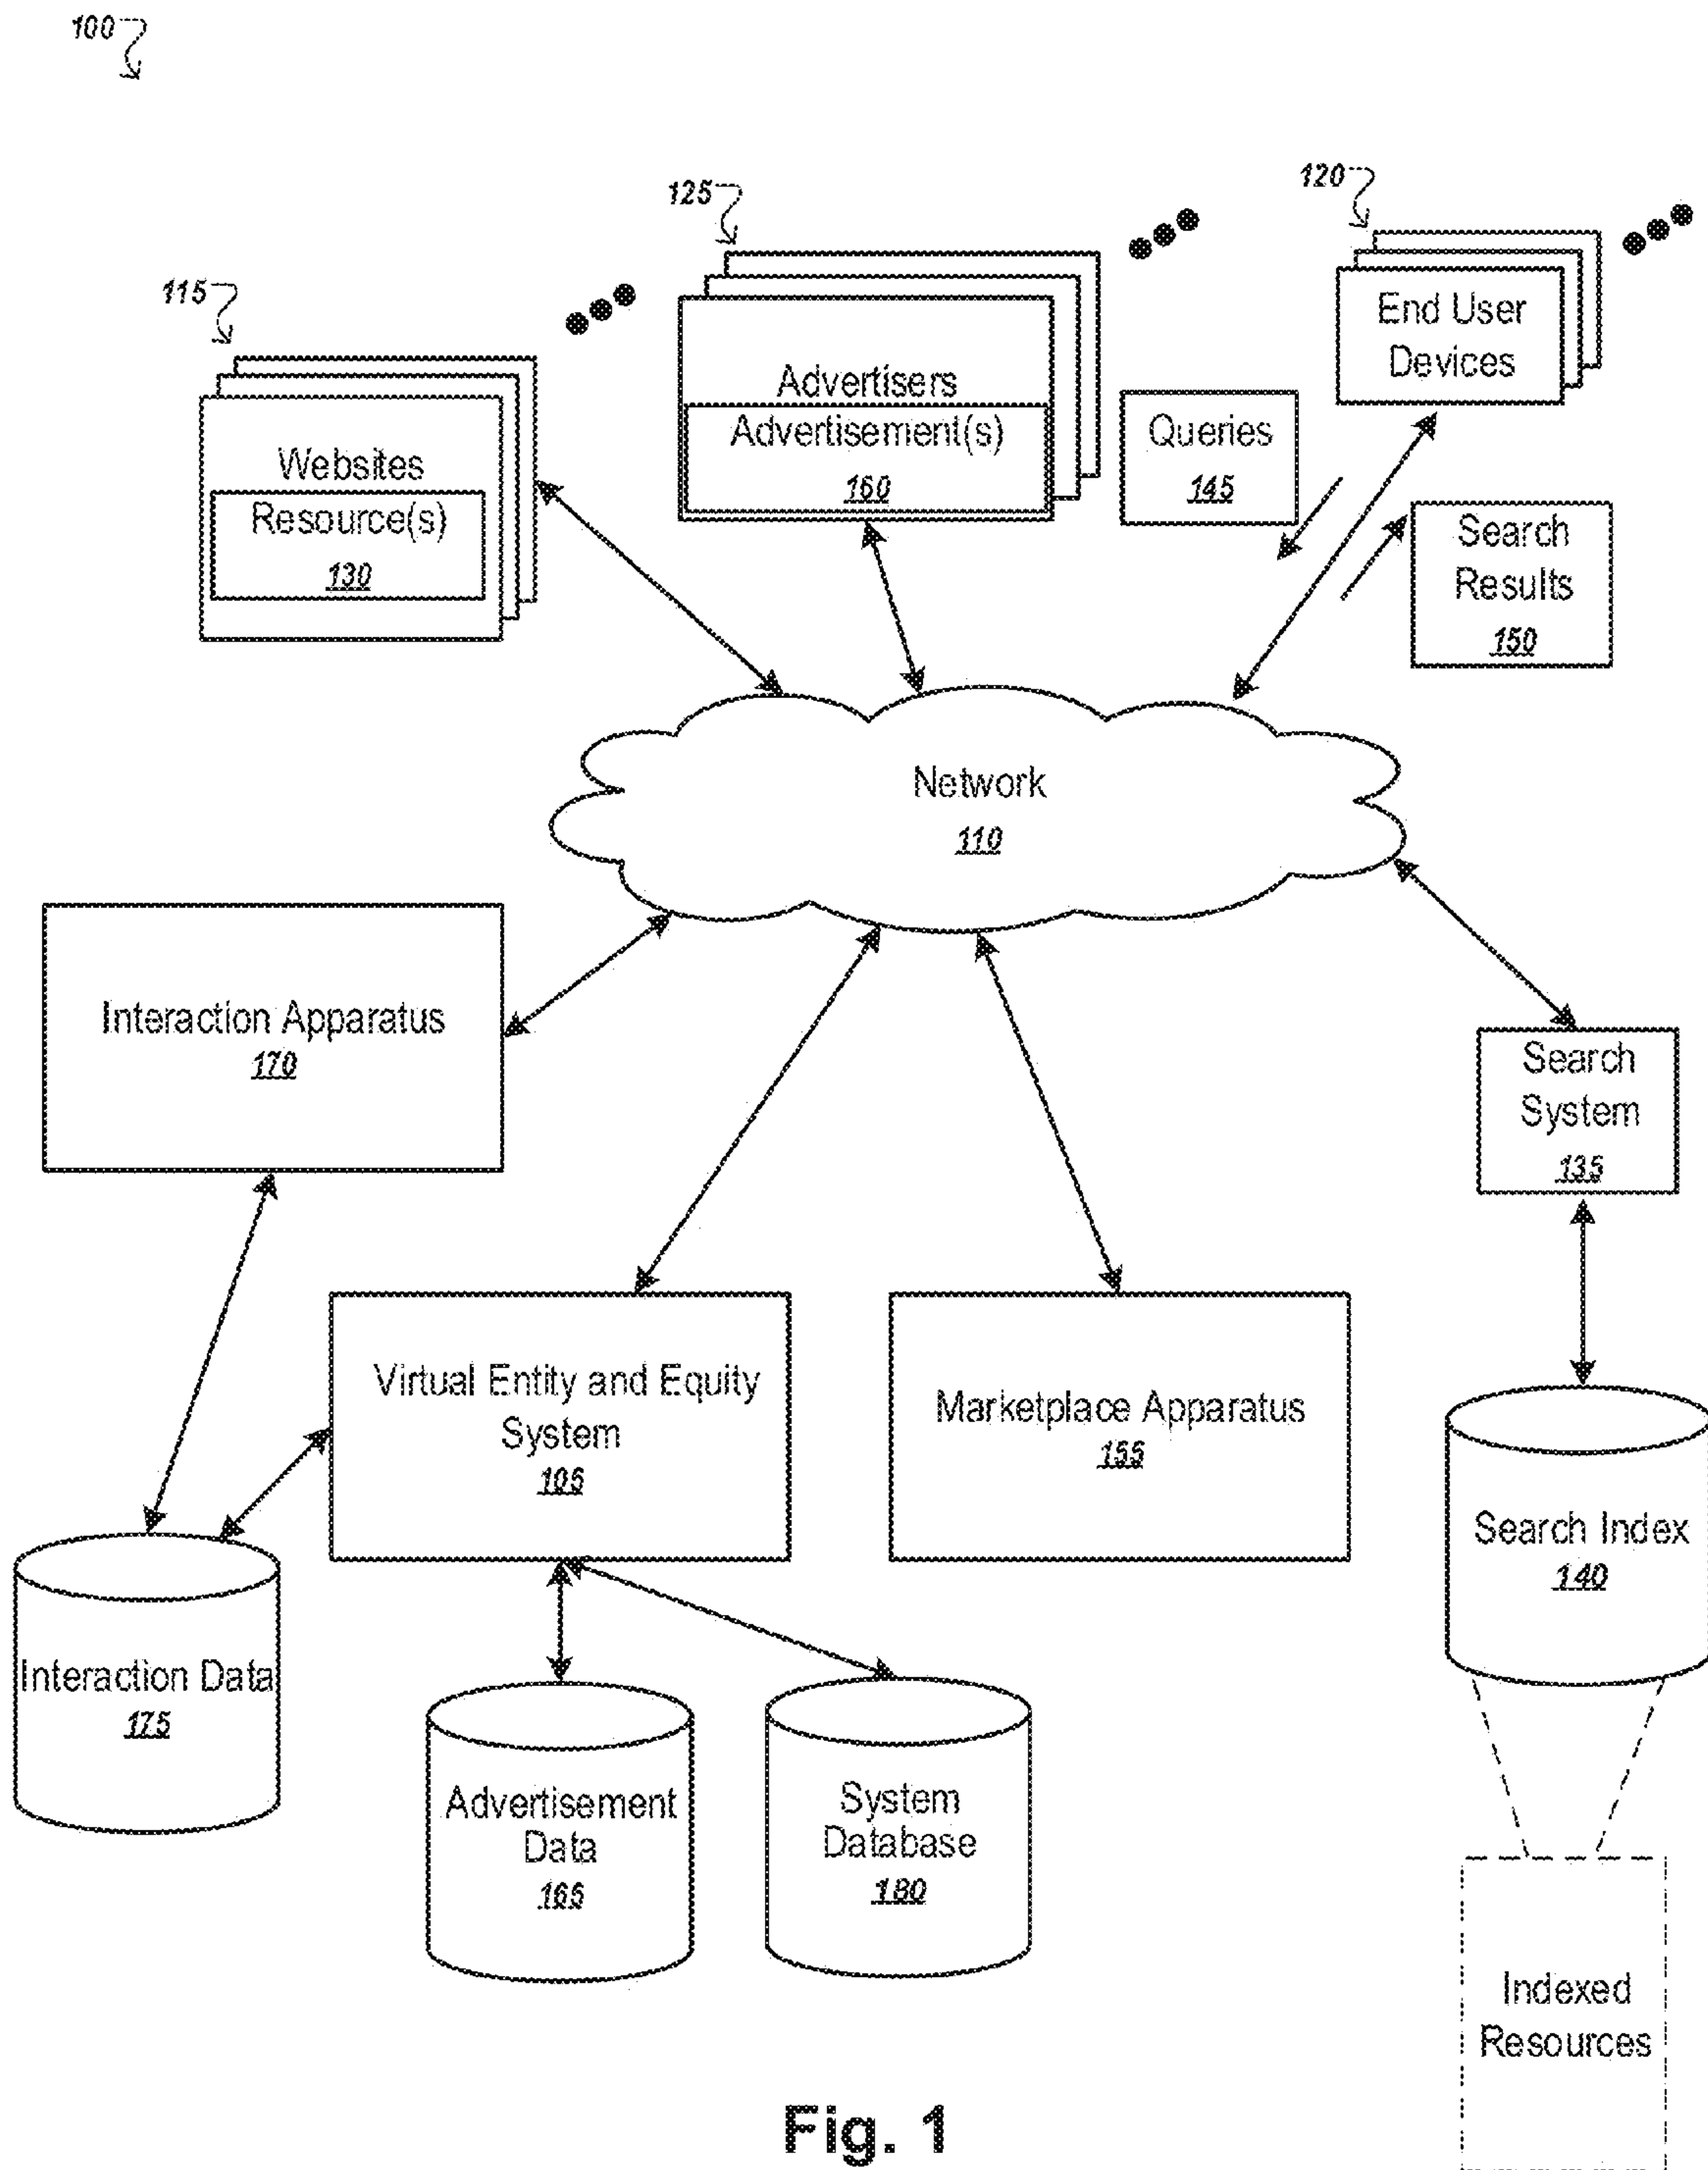 100
125
120
115
End User
Devices
Advertisers
Advertisement(s)
160
Queries
145
Websites
Resource(s)
130
Search
Results
150
Network
110
Interaction Apparatus
170
Search
System
135
Virtual Entity and Equity
System
105
Marketplace Apparatus
155
Search Index
140
Interaction Data
175
Advertisement
Data
165
System
Database
180
Indexed
Resources
Fig. 1